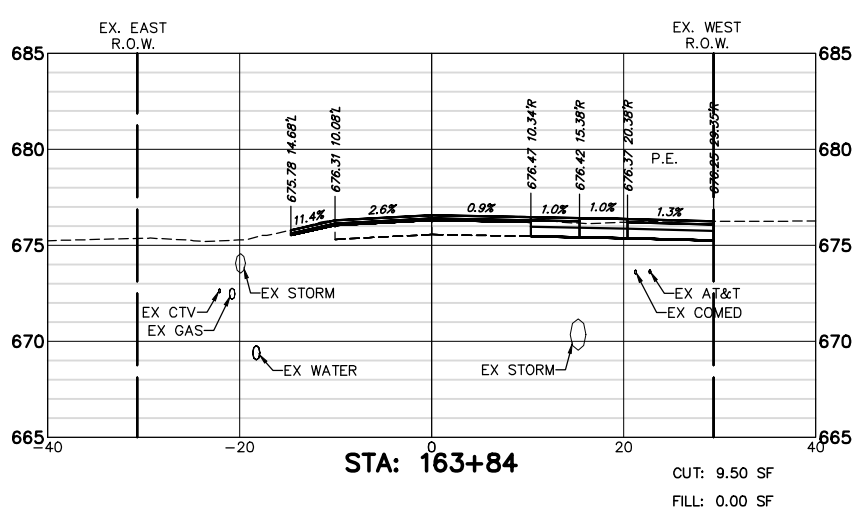 EX. EAST
R.O.W.
EX. WEST
R.O.W.
685
685
675.78 14.68'L
676.31 10.08'L
676.47 10.34'R
676.42 15.38'R
676.37 20.38'R
676.25 29.35'R
680
680
P.E.
11.4%
2.6%
0.9%
1.0%
1.0%
1.3%
675
675
EX STORM
EX CTV
EX GAS
EX AT&T
EX COMED
670
670
EX WATER
EX STORM
665
665
-40
-20
0
20
40
STA: 163+84
CUT: 9.50 SF
FILL: 0.00 SF